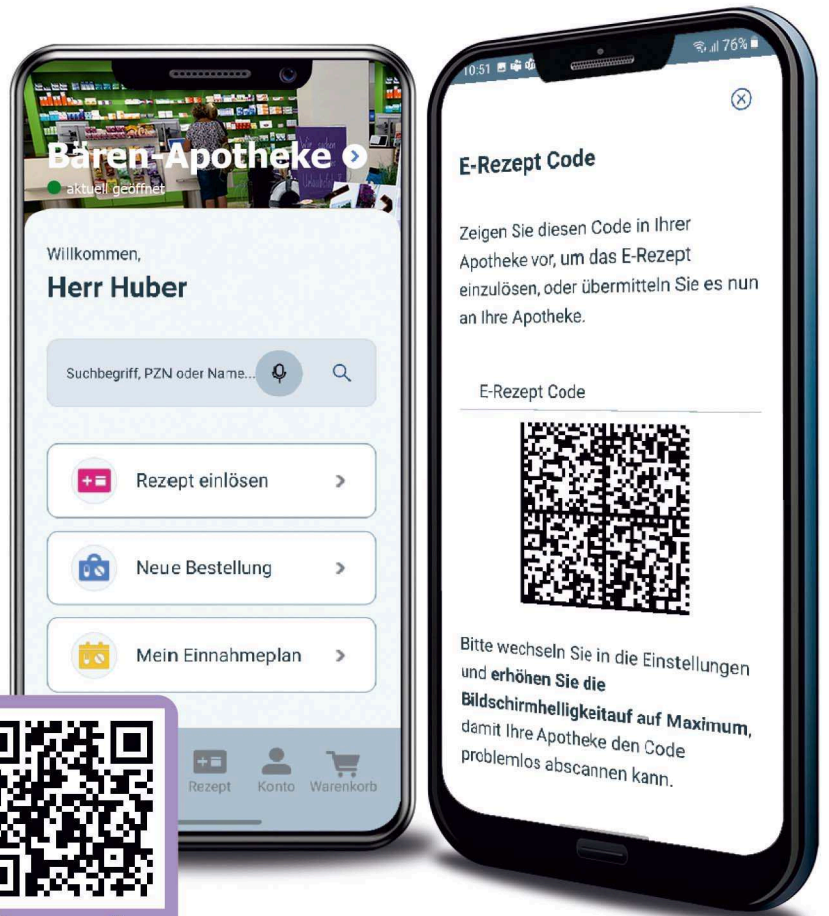 Bären-Apotheke
aktuell geöffnet
Willkommen,
Herr Huber
Suchbegriff, PZN oder Name...
Rezept einlösen
Neue Bestellung
Mein Einnahmeplan
Rezept
Konto
Warenkorb
10:51
76%
E-Rezept Code
Zeigen Sie diesen Code in Ihrer
Apotheke vor, um das E-Rezept
einzulösen, oder übermitteln Sie es nun
an Ihre Apotheke.
E-Rezept Code
Bitte wechseln Sie in die Einstellungen
und erhöhen Sie die
Bildschirmhelligkeitauf auf Maximum,
damit Ihre Apotheke den Code
problemlos abscannen kann.